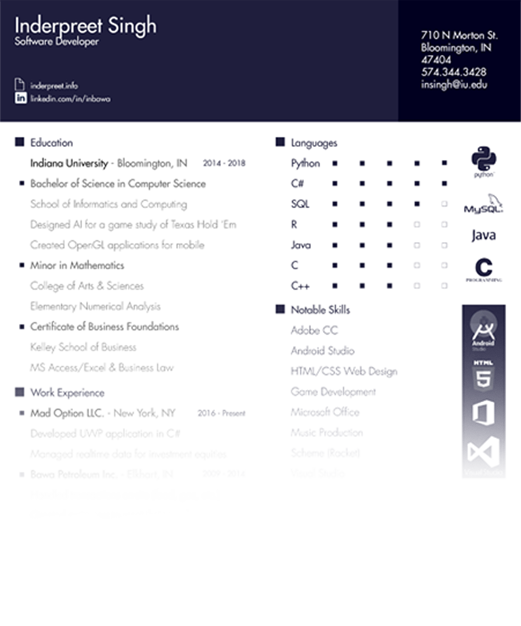 Inderpreet Singh
Software Developer
inderpreet.info
linkedin.com/in/inbawa
710 N Morton St.
Bloomington, IN
47404
574.344.3428
insingh@iu.edu
Education
Indiana University - Bloomington, IN 2014 - 2018
Bachelor of Science in Computer Science
School of Informatics and Computing
Designed AI for a game study of Texas Hold 'Em
Created OpenGL applications for mobile
Minor in Mathematics
College of Arts & Sciences
Elementary Numerical Analysis
Certificate of Business Foundations
Kelley School of Business
MS Access/Excel & Business Law
Work Experience
Mad Option LLC. - New York, NY 2016 - Present
Developed UWP application in C#
Managed realtime data for investment equities
Bawa Petroleum Inc. - Elkhart, IN
Languages
Python
C#
SQL
R
Java
C
C++
Notable Skills
Adobe CC
Android Studio
HTML/CSS Web Design
Game Development
Microsoft Office
Music Production
Scheme (Racket)
python
MySQL
Java
C
PROGRAMMING
Android
Studio
HTML
5